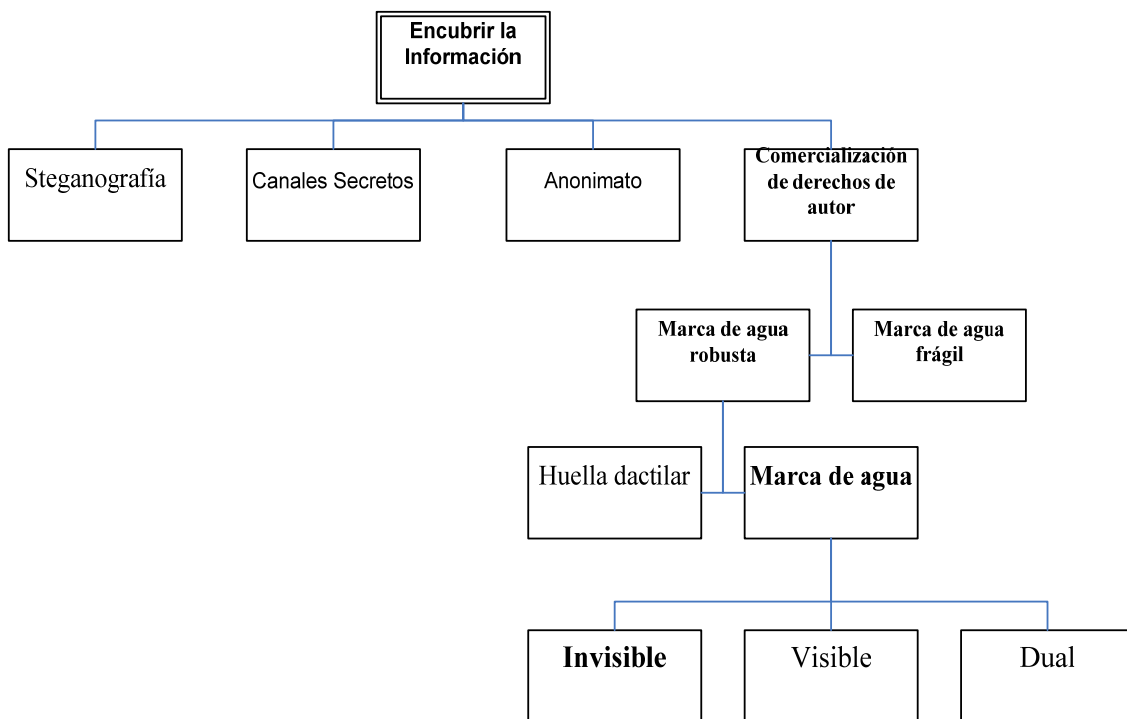 Encubrir la
Información
Steganografía
Canales Secretos
Anonimato
Comercialización
de derechos de
autor
Marca de agua
robusta
Marca de agua
frágil
Huella dactilar
Marca de agua
Invisible
Visible
Dual